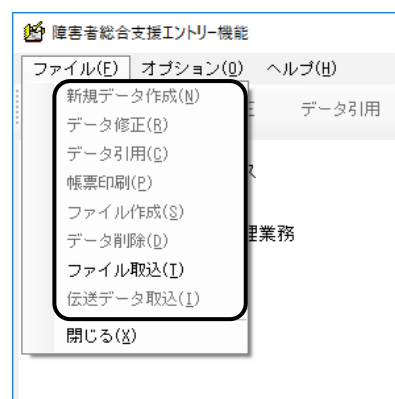 障害者総合支援エントリー機能
ファイル(F) オプション(O) ヘルプ(H)
データ引用
新規データ作成(N)
データ修正(R)
データ引用(C)
帳票印刷(P)
ファイル作成(S)
データ削除(D)
理業務
ファイル取込(T)
伝送データ取込(I)
閉じる(X)